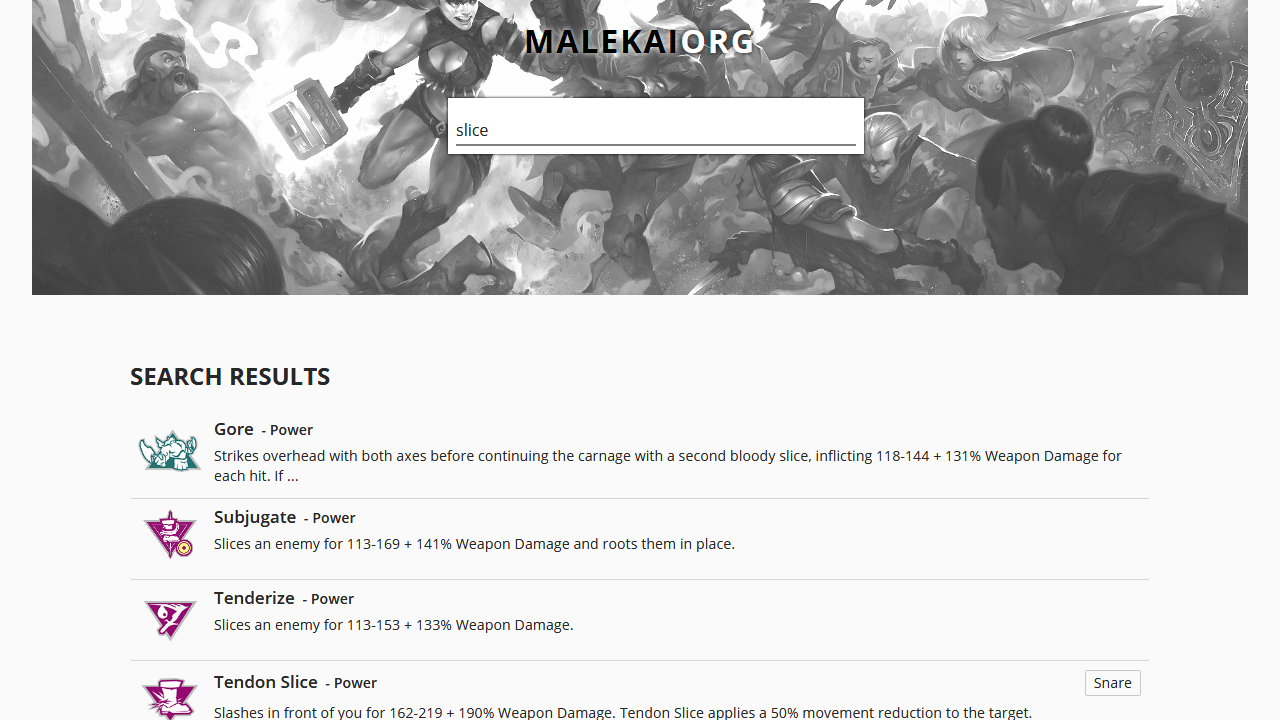 MALEKAIORG
slice
SEARCH RESULTS
Gore - Power
Strikes overhead with both axes before continuing the carnage with a second bloody slice, inflicting 118-144 + 131% Weapon Damage for
each hit. If ...
Subjugate - Power
Slices an enemy for 113-169 + 141% Weapon Damage and roots them in place.
Tenderize - Power
Slices an enemy for 113-153 + 133% Weapon Damage.
Tendon Slice - Power
Snare
Slashes in front of you for 162-219 + 190% Weapon Damage. Tendon Slice applies a 50% movement reduction to the target.